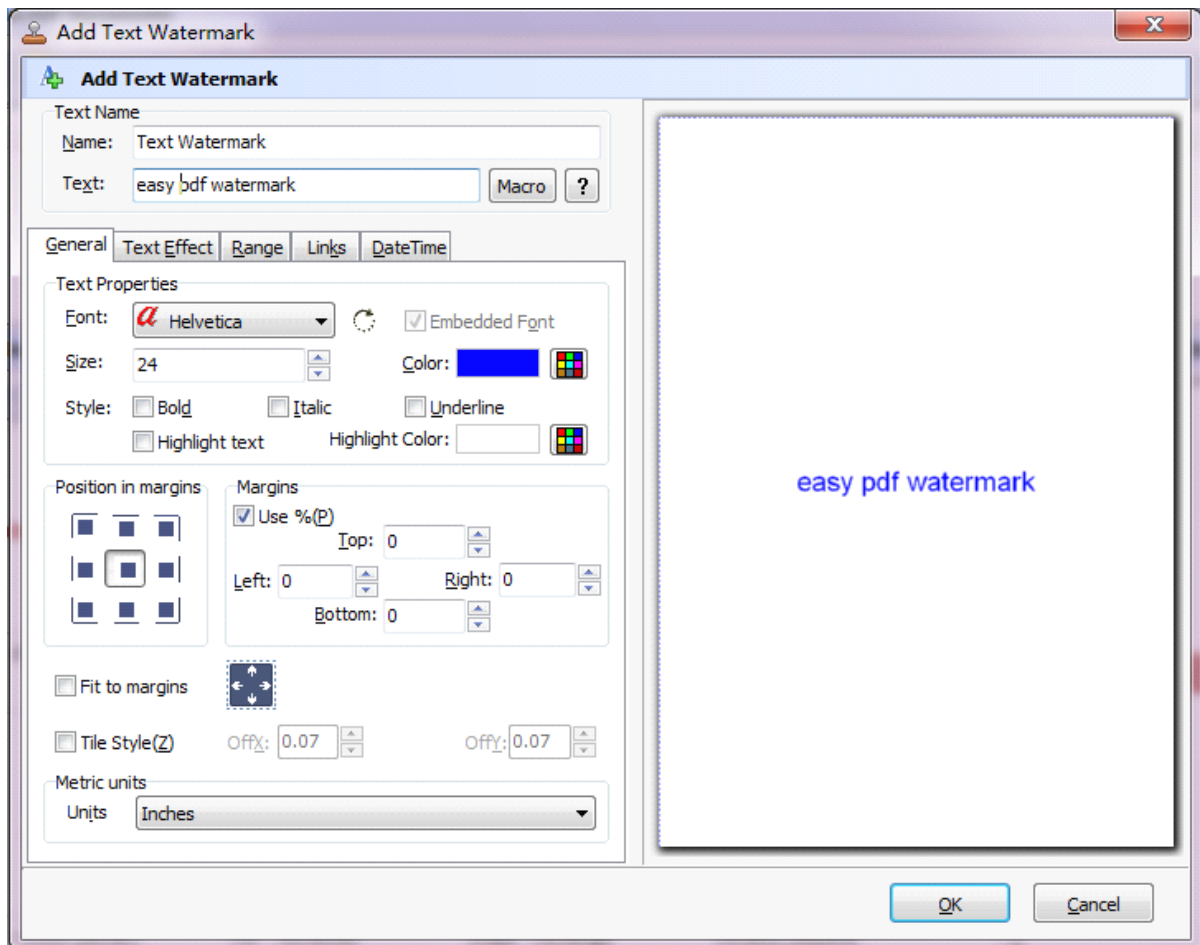 Add Text Watermark
Add Text Watermark
Text Name
Name: Text Watermark
Text: easy pdf watermark Macro ?
General Text Effect Range Links DateTime
Text Properties
Font: a Helvetica Embedded Font
Size: 24 Color:
Style: Bold Italic Underline
Highlight text Highlight Color:
Position in margins Margins
Use %(P)
Top: 0
Left: 0 Right: 0
Bottom: 0
Fit to margins
Tile Style(Z) OffX: 0.07 OffY: 0.07
Metric units
Units Inches
easy pdf watermark
OK Cancel